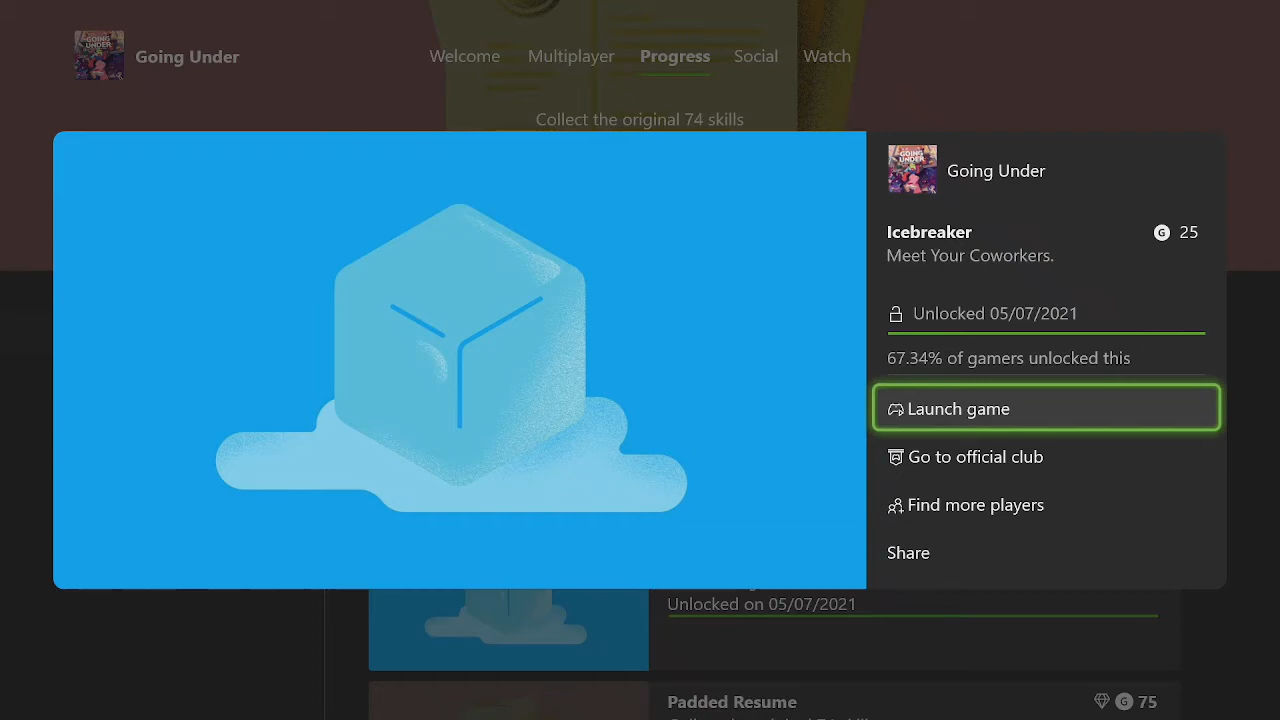 Going Under
Welcome Multiplayer Progress Social Watch
Collect the original 74 skills
GOING UNDER
Going Under
Icebreaker G 25
Meet Your Coworkers.
Unlocked 05/07/2021
67.34% of gamers unlocked this
Launch game
Go to official club
Find more players
Share
Unlocked on 05/07/2021
Padded Resume G 75